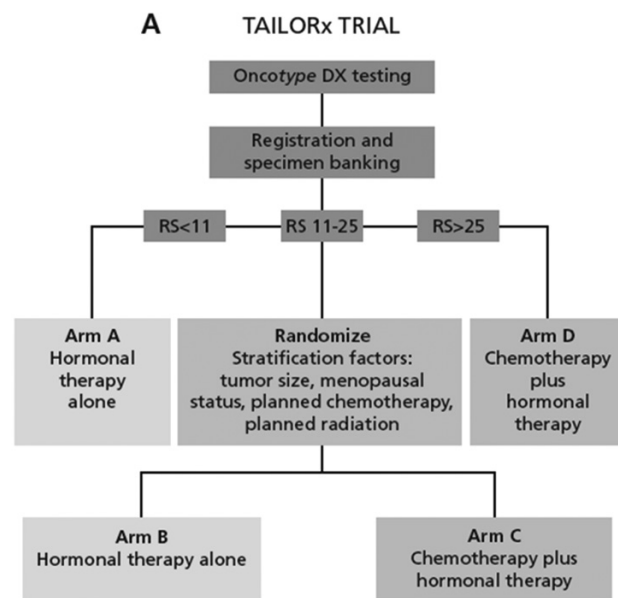 A TAILORx TRIAL
Oncotype DX testing
Registration and
specimen banking
RS<11
RS 11-25
RS>25
Arm A
Hormonal
therapy
alone
Randomize
Stratification factors:
tumor size, menopausal
status, planned chemotherapy,
planned radiation
Arm D
Chemotherapy
plus
hormonal
therapy
Arm B
Hormonal therapy alone
Arm C
Chemotherapy plus
hormonal therapy